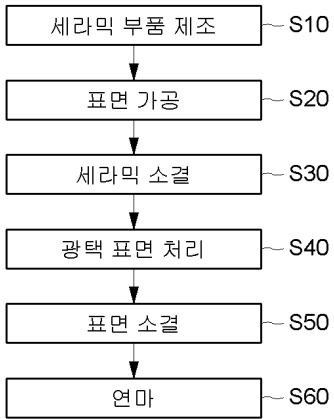 세라믹 부품 제조 S10
표면 가공 S20
세라믹 소결 S30
광택 표면 처리 S40
표면 소결 S50
연마 S60